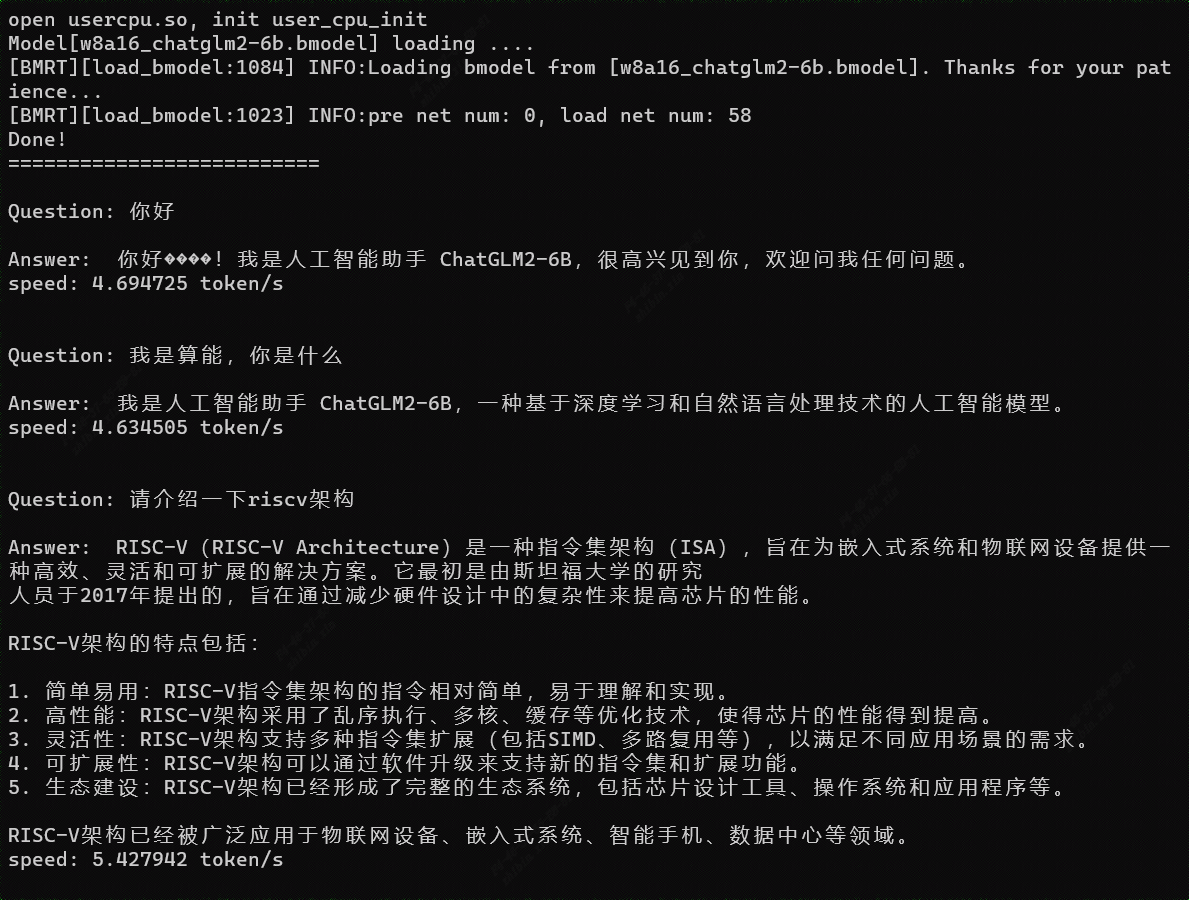 open usercpu.so, init user_cpu_init
Model[w8a16_chatglm2-6b.bmodel] loading ....
[BMRT][load_bmodel:1084] INFO:Loading bmodel from [w8a16_chatglm2-6b.bmodel]. Thanks for your pat
ience...
[BMRT][load_bmodel:1023] INFO:pre net num: 0, load net num: 58
Done!
==========================
Question: 你好
Answer:  你好����！我是人工智能助手 ChatGLM2-6B，很高兴见到你，欢迎问我任何问题。
speed: 4.694725 token/s
Question: 我是算能，你是什么
Answer:  我是人工智能助手 ChatGLM2-6B，一种基于深度学习和自然语言处理技术的人工智能模型。
speed: 4.634505 token/s
Question: 请介绍一下riscv架构
Answer:  RISC-V（RISC-V Architecture）是一种指令集架构（ISA），旨在为嵌入式系统和物联网设备提供一
种高效、灵活和可扩展的解决方案。它最初是由斯坦福大学的研究
人员于2017年提出的，旨在通过减少硬件设计中的复杂性来提高芯片的性能。
RISC-V架构的特点包括：
1. 简单易用：RISC-V指令集架构的指令相对简单，易于理解和实现。
2. 高性能：RISC-V架构采用了乱序执行、多核、缓存等优化技术，使得芯片的性能得到提高。
3. 灵活性：RISC-V架构支持多种指令集扩展（包括SIMD、多路复用等），以满足不同应用场景的需求。
4. 可扩展性：RISC-V架构可以通过软件升级来支持新的指令集和扩展功能。
5. 生态建设：RISC-V架构已经形成了完整的生态系统，包括芯片设计工具、操作系统和应用程序等。
RISC-V架构已经被广泛应用于物联网设备、嵌入式系统、智能手机、数据中心等领域。
speed: 5.427942 token/s